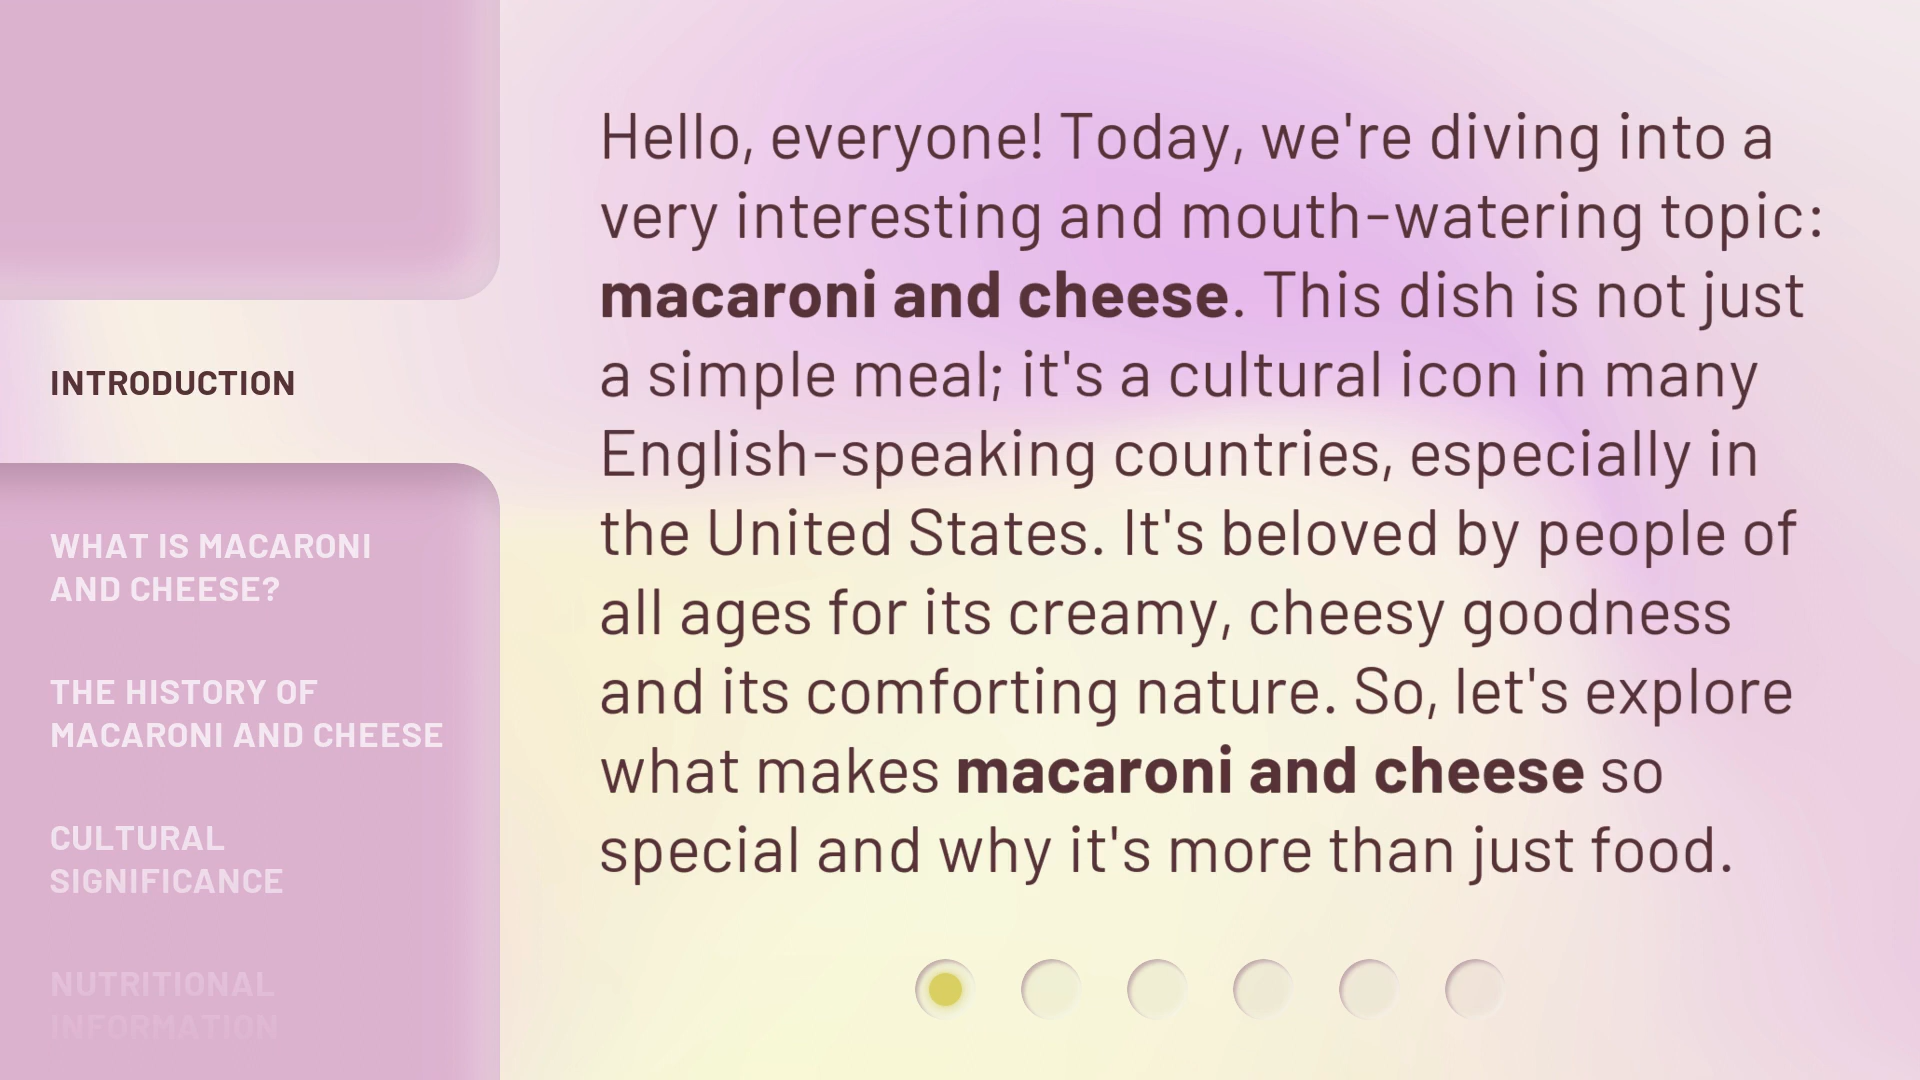 INTRODUCTION
WHAT IS MACARONI
AND CHEESE?
THE HISTORY OF
MACARONI AND CHEESE
CULTURAL
SIGNIFICANCE
NUTRITIONAL
INFORMATION
Hello, everyone! Today, we're diving into a
very interesting and mouth-watering topic:
macaroni and cheese. This dish is not just
a simple meal; it's a cultural icon in many
English-speaking countries, especially in
the United States. It's beloved by people of
all ages for its creamy, cheesy goodness
and its comforting nature. So, let's explore
what makes macaroni and cheese so
special and why it's more than just food.